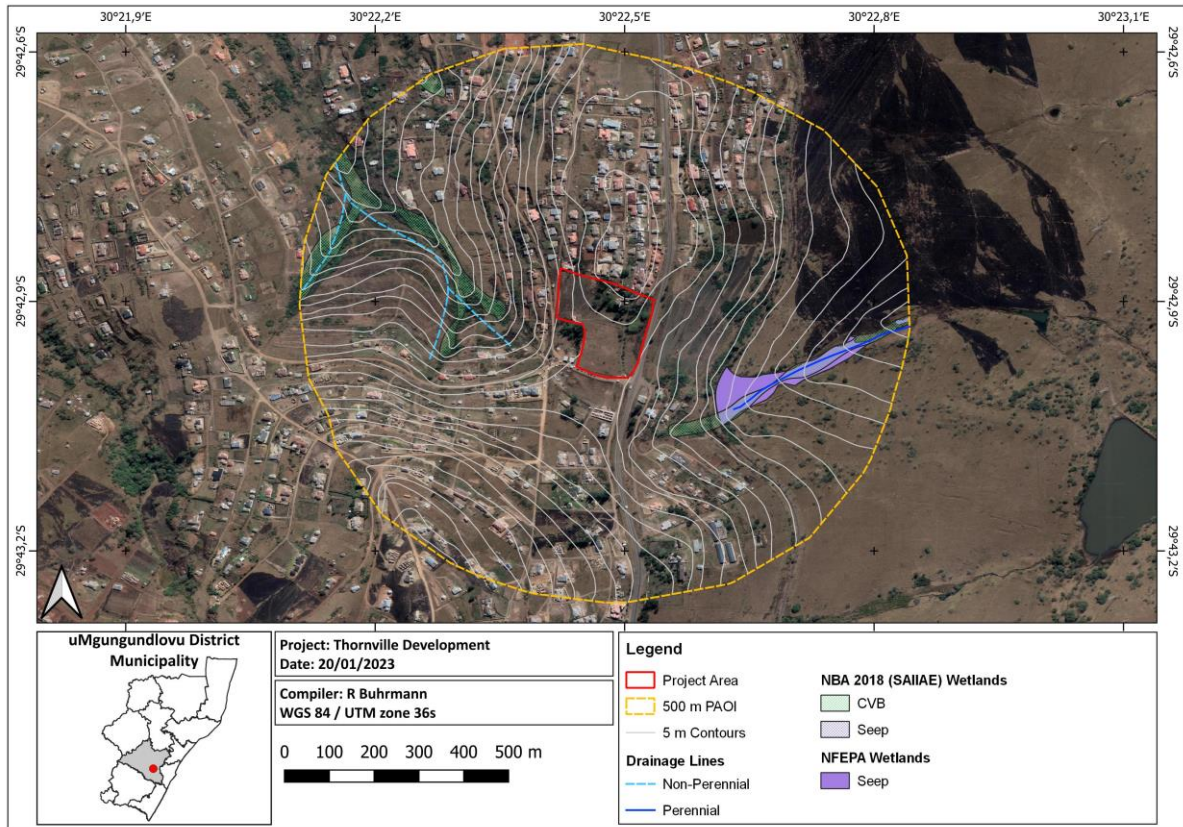 30°21,9'E 30°22,2'E 30°22,5'E 30°22,8'E 30°23,1'E
29°42,6'S 29°42,6'S
29°42,9'S 29°42,9'S
29°43,2'S 29°43,2'S
uMgungundlovu District
Municipality
Project: Thornville Development
Date: 20/01/2023
Compiler: R Buhrmann
WGS 84 / UTM zone 36s
0 100 200 300 400 500 m
Legend
Project Area
500 m PAOI
5 m Contours
Drainage Lines
Non-Perennial
Perennial
NBA 2018 (SAIIAE) Wetlands
CVB
Seep
NFEPA Wetlands
Seep